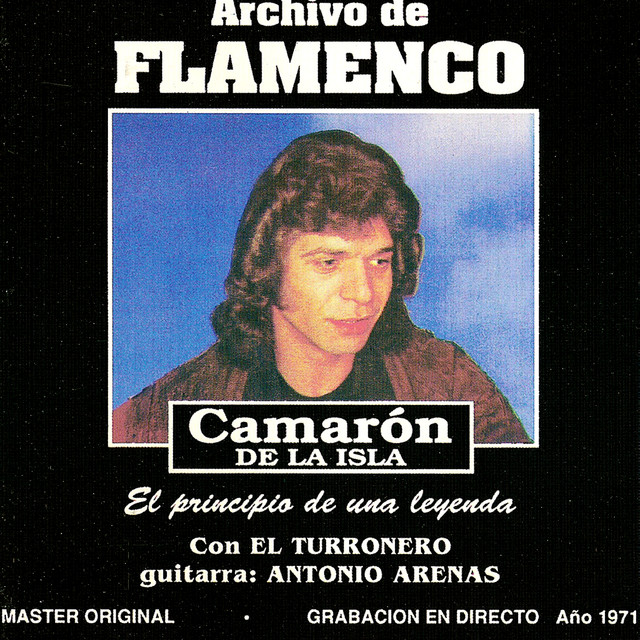 Archivo de
FLAMENCO
Camarón
DE LA ISLA
El principio de una leyenda
Con EL TURRONERO
guitarra: ANTONIO ARENAS
MASTER ORIGINAL • GRABACION EN DIRECTO Año 1971